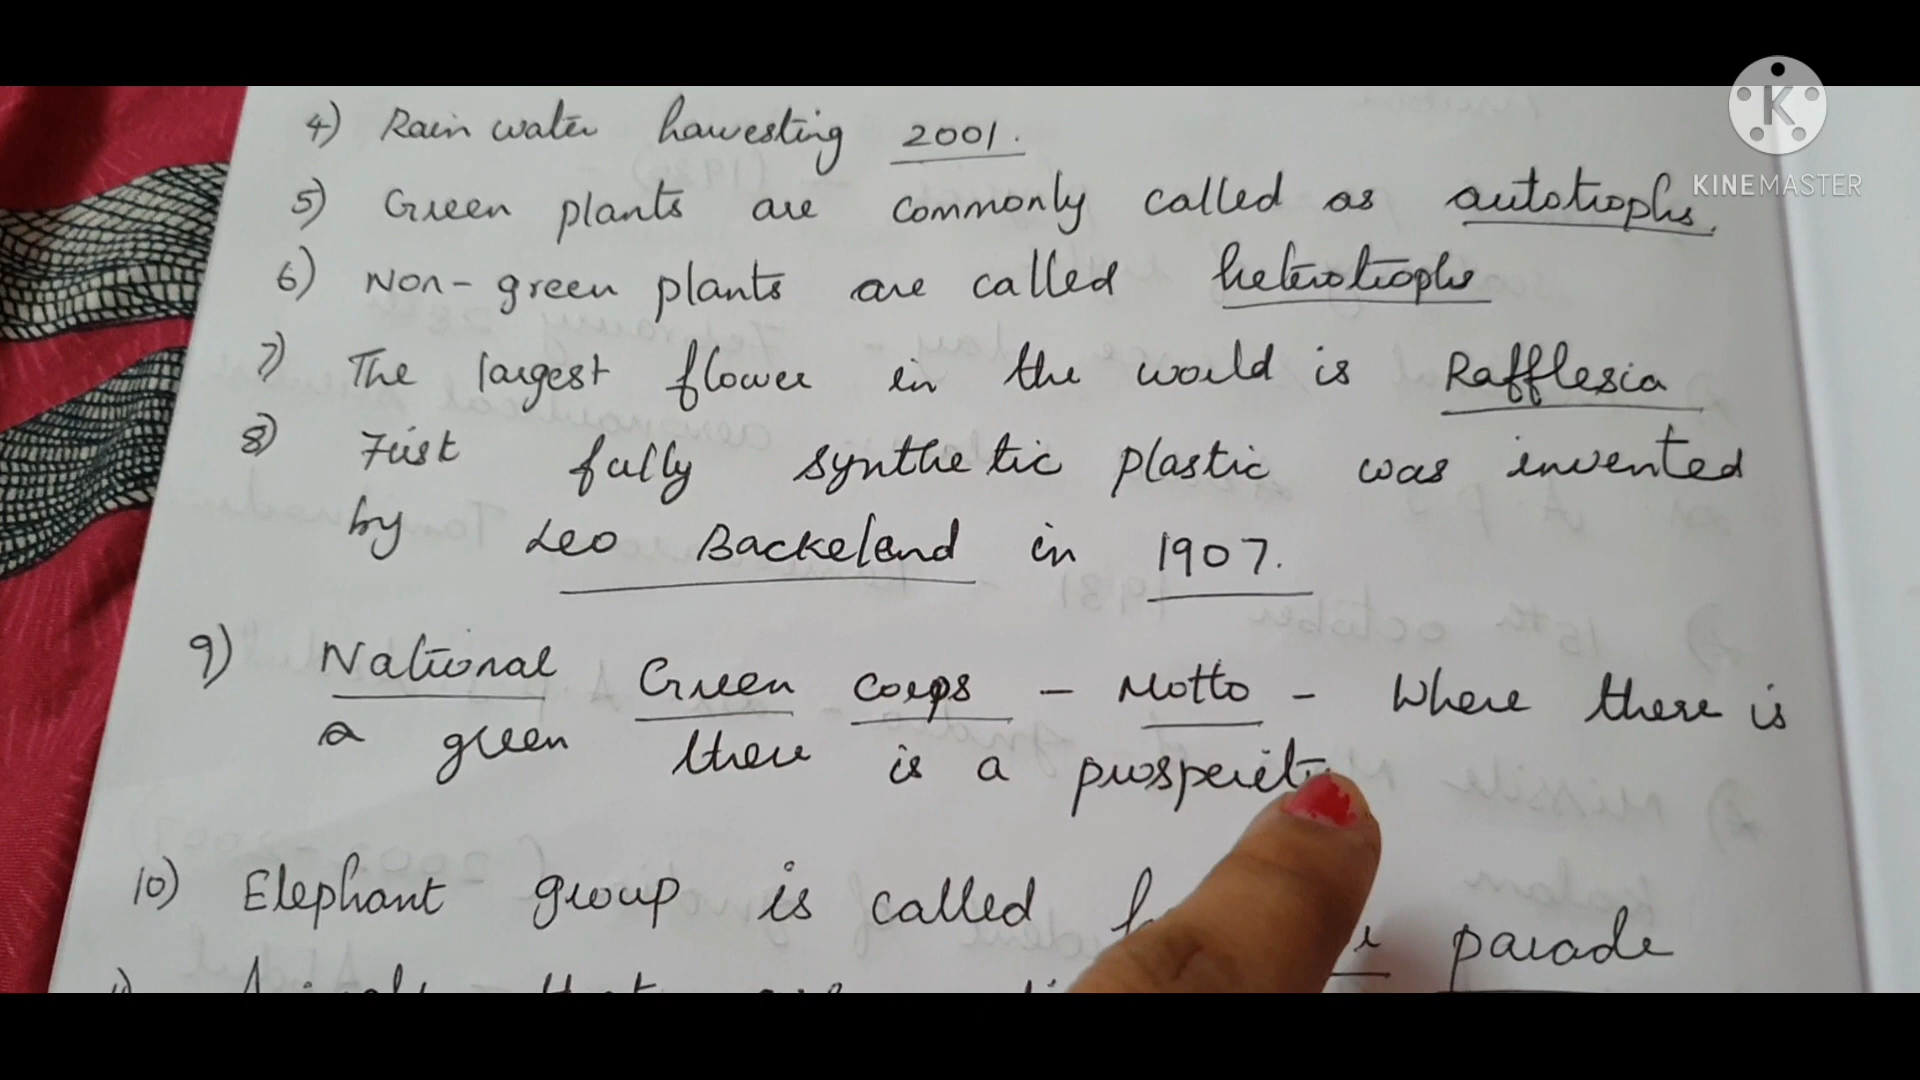 4) Rain water harvesting 2001.
5) Green plants are commonly called as autotrophs.
6) Non-green plants are called heterotrophs
7) The largest flower in the world is Rafflesia
8) First fully synthetic plastic was invented
by Leo Backeland in 1907.
9) National Green Corps - Motto - Where there is
a green there is a prosperity
10) Elephant group is called parade
KINEMASTER